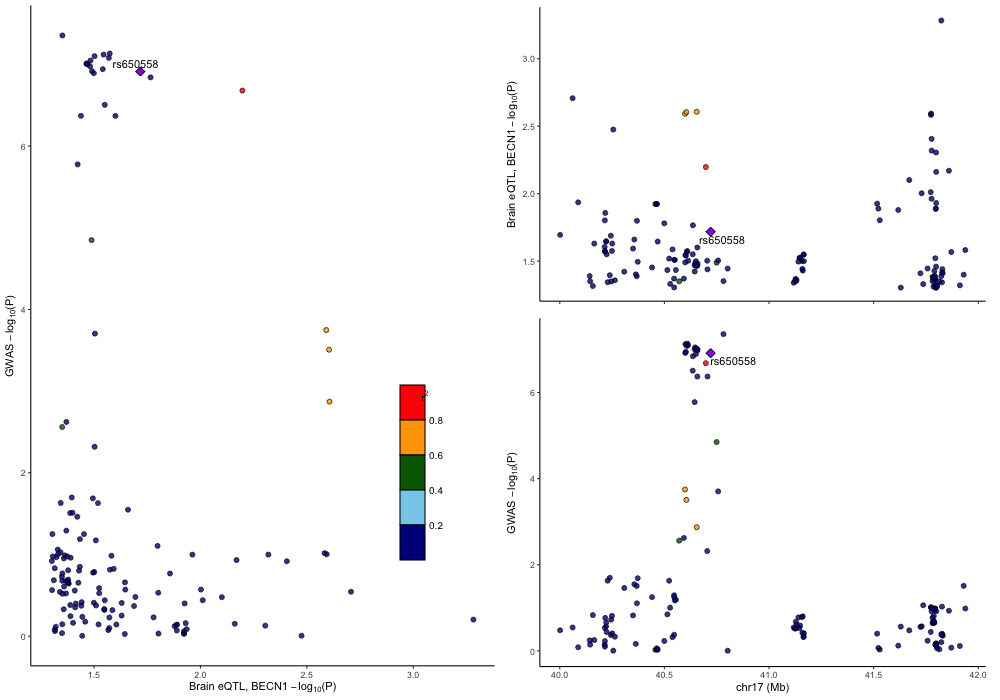 rs650558
6
4
2
0
GWAS − log10(P)
1.5
2.0
2.5
3.0
Brain eQTL, BECN1 − log10(P)
r2
0.8
0.6
0.4
0.2
3.0
2.5
2.0
1.5
Brain eQTL, BECN1 − log10(P)
rs650558
6
4
2
0
GWAS − log10(P)
rs650558
40.0
40.5
41.0
41.5
42.0
chr17 (Mb)